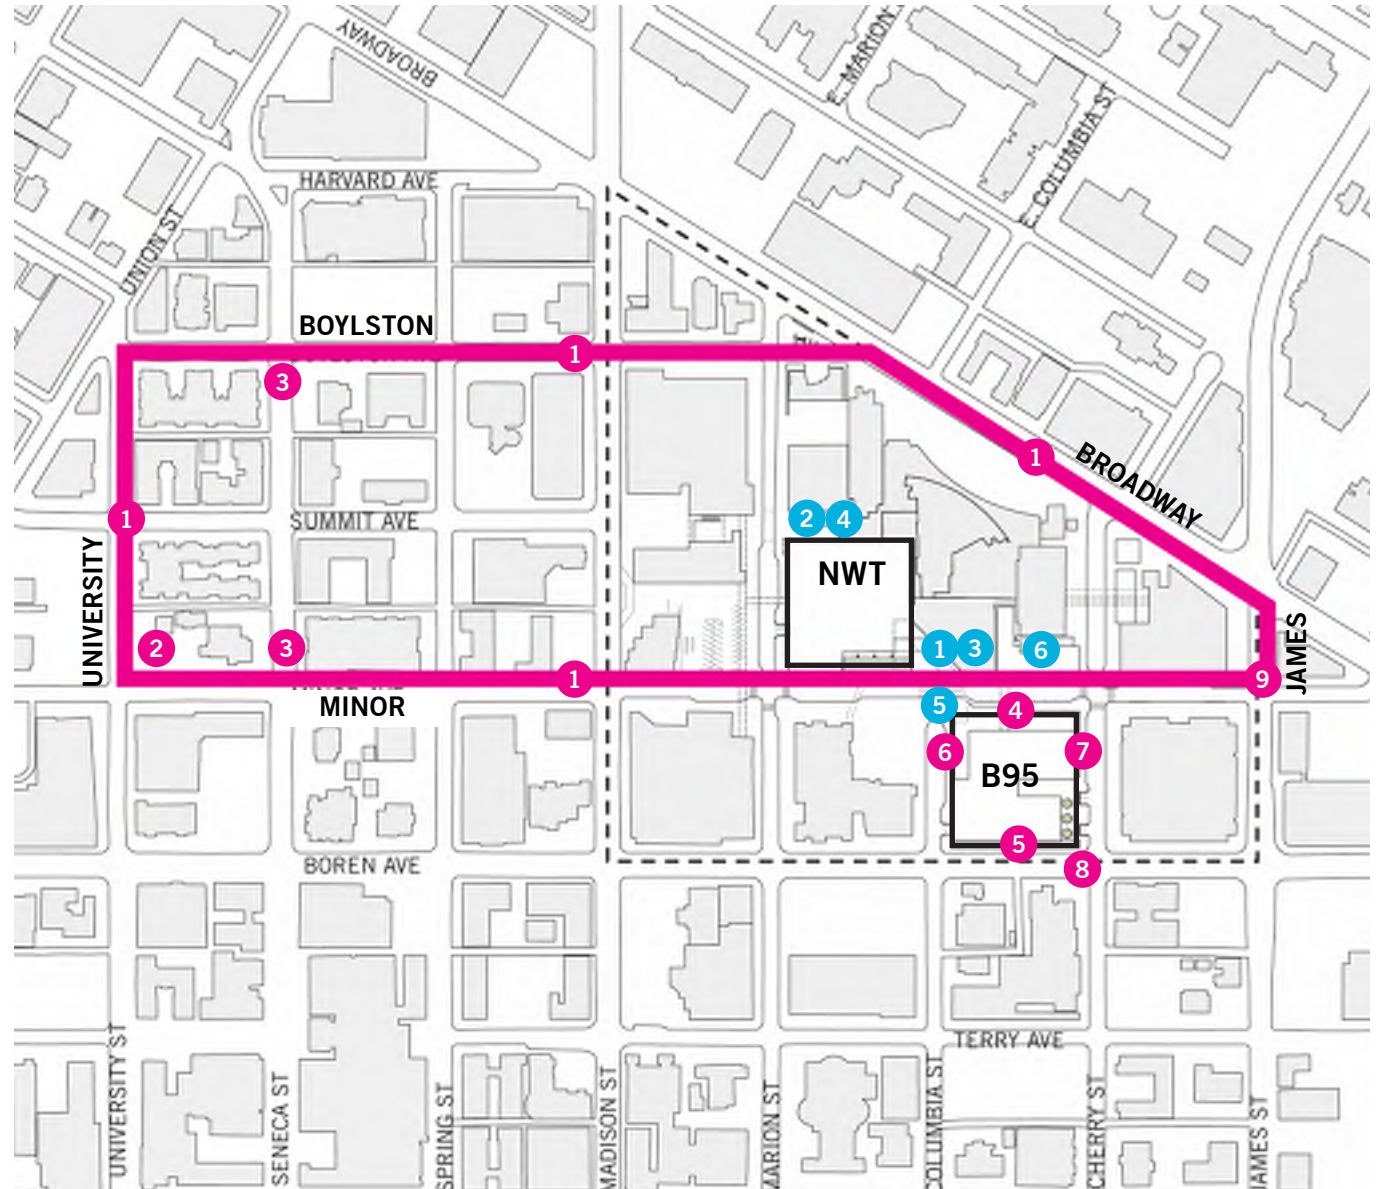 BROADWAY
E. MARION
E. COLUMBIA ST
HARVARD AVE
UNION ST
BOYLSTON
1
3
1
BROADWAY
SUMMIT AVE
1
2
4
NWT
UNIVERSITY
2
3
1
3
6
JAMES
1
9
MINOR
5
4
6
7
B95
5
BOREN AVE
8
TERRY AVE
UNIVERSITY ST
SENECA ST
SPRING ST
MADISON ST
MARION ST
COLUMBIA ST
CHERRY ST
JAMES ST